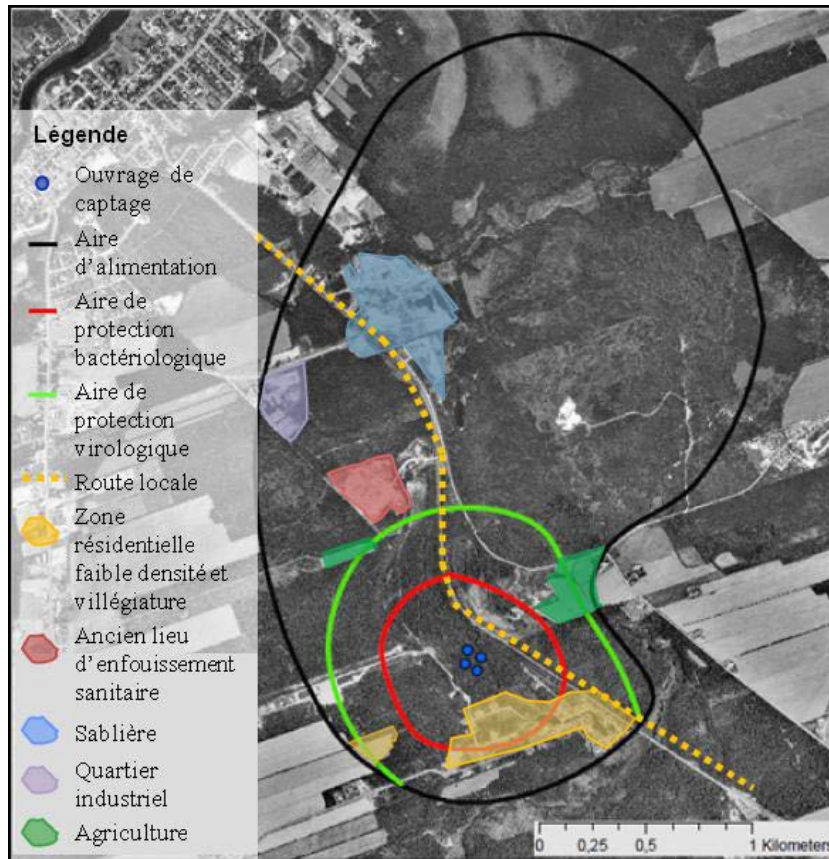 Légende
Ouvrage de
captage
Aire
d'alimentation
Aire de
protection
bactériologique
Aire de
protection
virologique
Route locale
Zone
résidentielle
faible densité et
villégiature
Ancien lieu
d'enfouissement
sanitaire
Sablière
Quartier
industriel
Agriculture
0 0,25 0,5 1 Kilometers